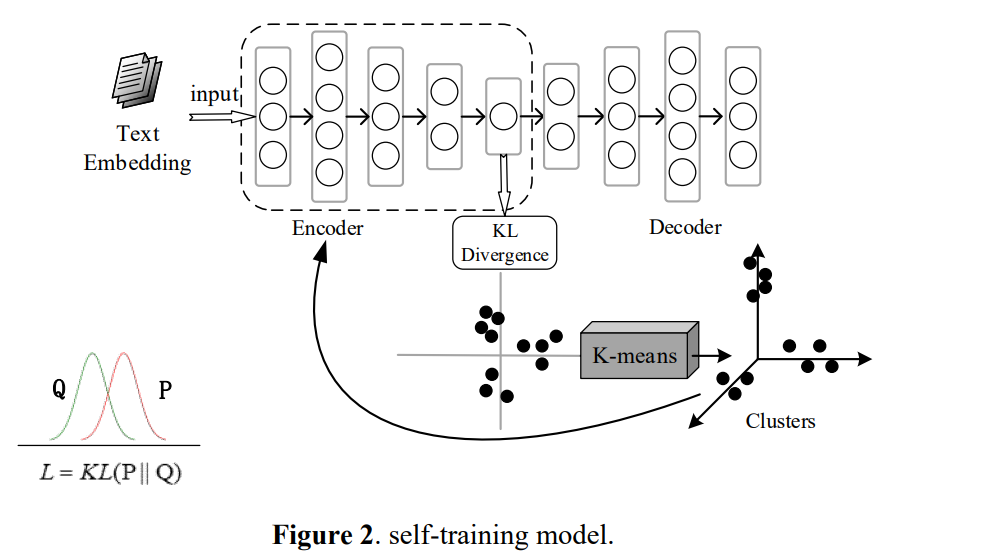 input
Text
Embedding
Encoder
Decoder
KL
Divergence
K-means
Clusters
Q
P
L = KL(P||Q)
Figure 2. self-training model.